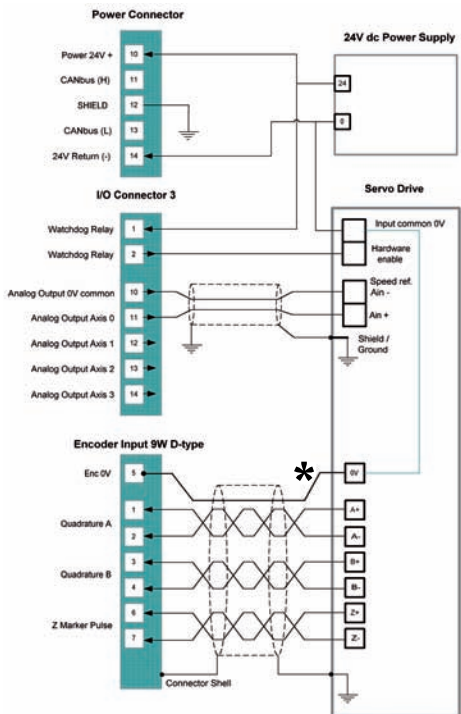 Power Connector
24V dc Power Supply
Power 24V +
10
CANbus (H)
11
SHIELD
12
CANbus (L)
13
24V Return (-)
14
24
0
I/O Connector 3
Servo Drive
Watchdog Relay
1
Watchdog Relay
2
Input common 0V
Hardware
enable
Analog Output 0V common
10
Analog Output Axis 0
11
Analog Output Axis 1
12
Analog Output Axis 2
13
Analog Output Axis 3
14
Speed ref.
Ain -
Ain +
Shield /
Ground
Encoder Input 9W D-type
Enc 0V
5
*
0V
Quadrature A
1
2
A+
A-
Quadrature B
3
4
B+
B-
Z Marker Pulse
6
7
Z+
Z-
Connector Shell